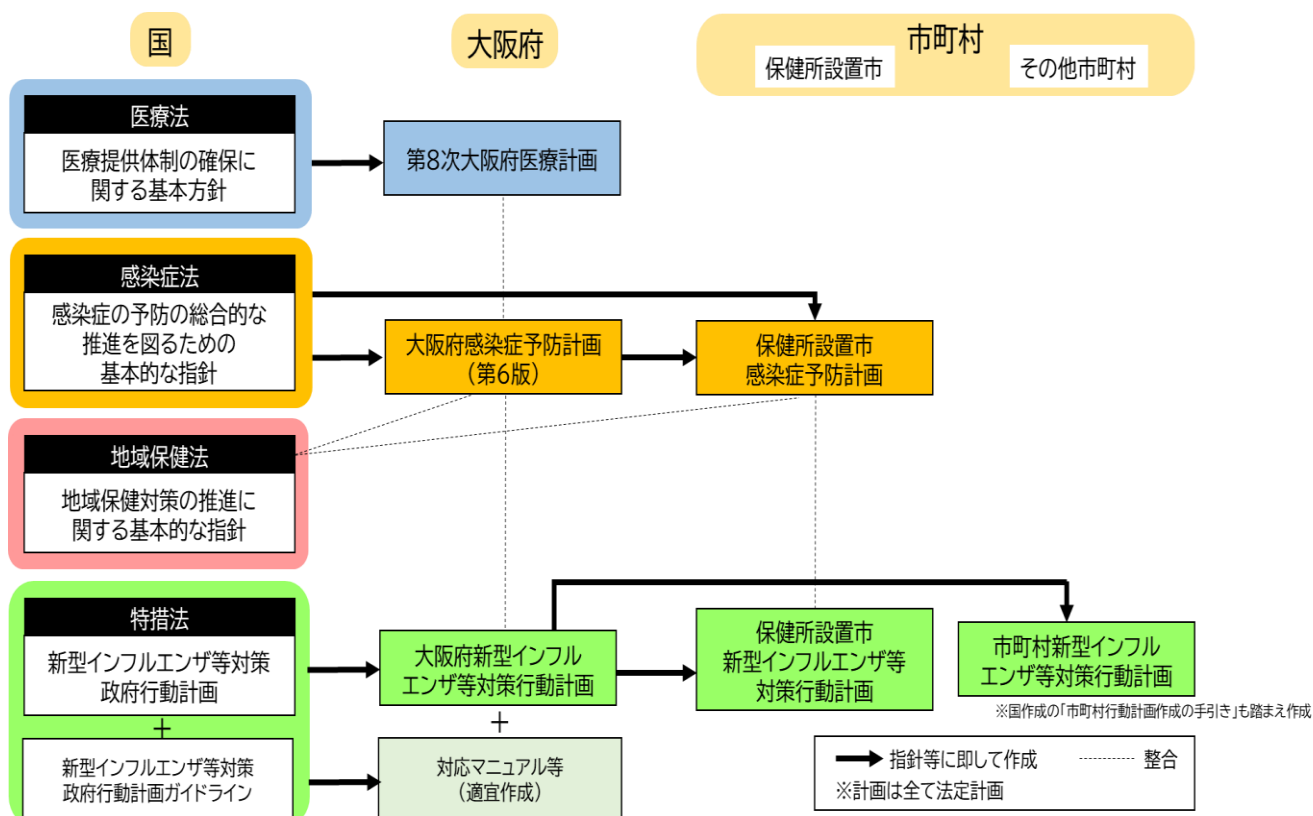 国
大阪府
市町村
保健所設置市
その他市町村
医療法
医療提供体制の確保に
関する基本方針
第8次大阪府医療計画
感染症法
感染症の予防の総合的な
推進を図るための
基本的な指針
大阪府感染症予防計画
（第6版）
保健所設置市
感染症予防計画
地域保健法
地域保健対策の推進に
関する基本的な指針
特措法
新型インフルエンザ等対策
政府行動計画
＋
新型インフルエンザ等対策
政府行動計画ガイドライン
大阪府新型インフル
エンザ等対策行動計画
＋
対応マニュアル等
（適宜作成）
保健所設置市
新型インフルエンザ等
対策行動計画
市町村新型インフル
エンザ等対策行動計画
※国作成の「市町村行動計画作成の手引き」も踏まえ作成
指針等に即して作成
整合
※計画は全て法定計画